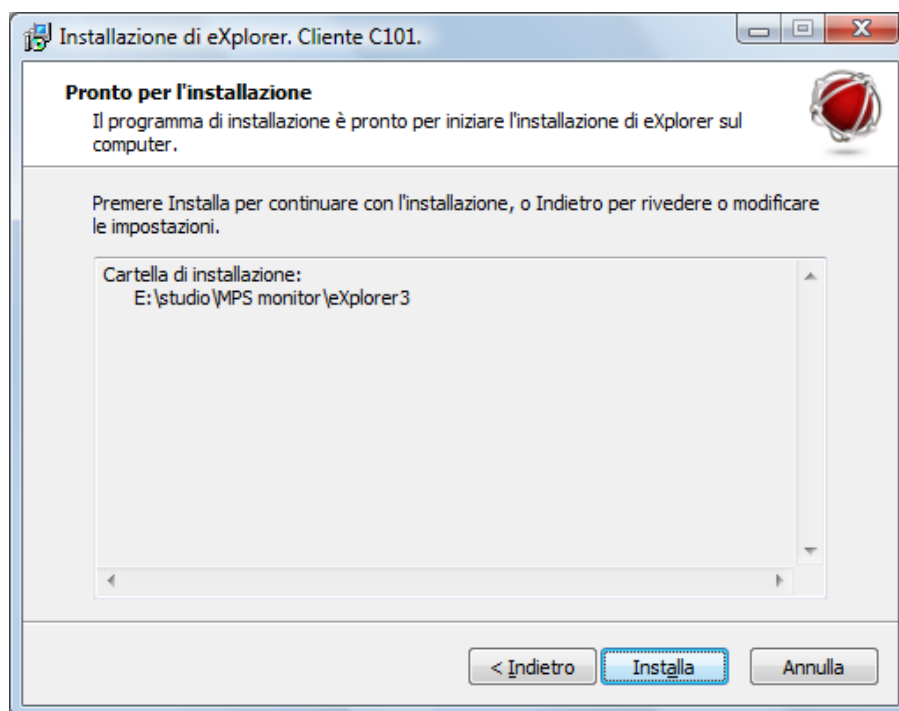 Installazione di eXplorer. Cliente C101.
Pronto per l'installazione
Il programma di installazione è pronto per iniziare l'installazione di eXplorer sul
computer.
Premere Installa per continuare con l'installazione, o Indietro per rivedere o modificare
le impostazioni.
Cartella di installazione:
E:\studio\MPS monitor\eXplorer3
< Indietro
Installa
Annulla